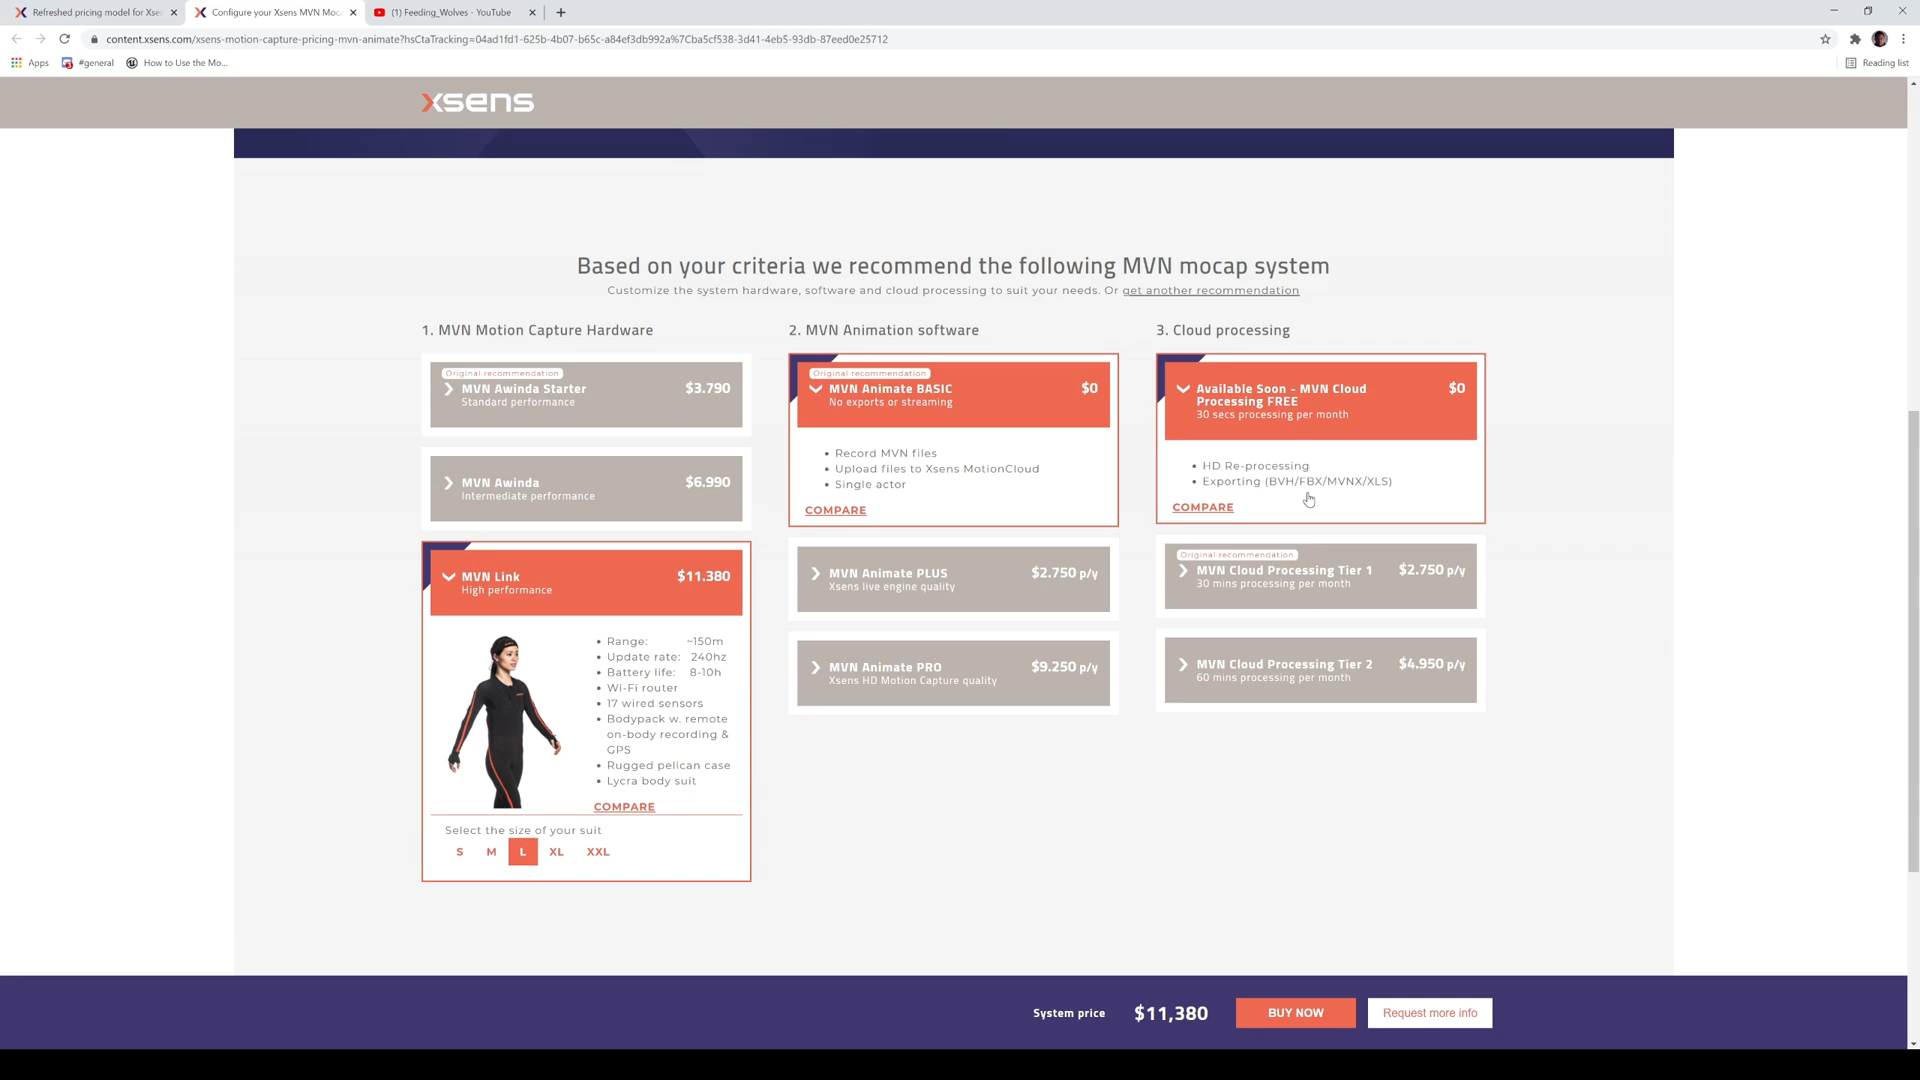 Refreshed pricing model for Xsen
Configure your Xsens MVN Moc
(1) Feeding_Wolves - YouTube
content.xsens.com/xsens-motion-capture-pricing-mvn-animate?hsCtaTracking=04ad1fd1-625b-4b07-b65c-a84ef3db992a%7Cba5cf538-3d41-4eb5-93db-87eed0e25712
Apps
#general
How to Use the Mo...
Reading list
xsens
Based on your criteria we recommend the following MVN mocap system
Customize the system hardware, software and cloud processing to suit your needs. Or get another recommendation
1. MVN Motion Capture Hardware
Original recommendation
MVN Awinda Starter $3.790
Standard performance
MVN Awinda $6.990
Intermediate performance
MVN Link $11.380
High performance
• Range: ~150m
• Update rate: 240hz
• Battery life: 8-10h
• Wi-Fi router
• 17 wired sensors
• Bodypack w. remote
on-body recording &
GPS
• Rugged pelican case
• Lycra body suit
COMPARE
Select the size of your suit
S M L XL XXL
2. MVN Animation software
Original recommendation
MVN Animate BASIC $0
No exports or streaming
• Record MVN files
• Upload files to Xsens MotionCloud
• Single actor
COMPARE
MVN Animate PLUS $2.750 p/y
Xsens live engine quality
MVN Animate PRO $9.250 p/y
Xsens HD Motion Capture quality
3. Cloud processing
Available Soon - MVN Cloud $0
Processing FREE
30 secs processing per month
• HD Re-processing
• Exporting (BVH/FBX/MVNX/XLS)
COMPARE
Original recommendation
MVN Cloud Processing Tier 1 $2.750 p/y
30 mins processing per month
MVN Cloud Processing Tier 2 $4.950 p/y
60 mins processing per month
System price $11,380 BUY NOW Request more info